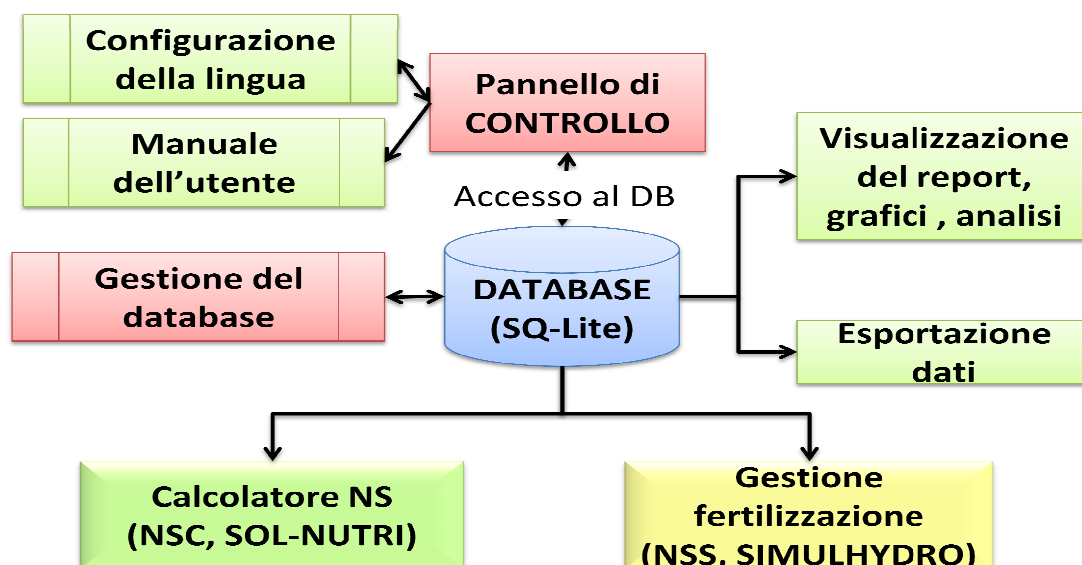 Configurazione
della lingua
Pannello di
CONTROLLO
Manuale
dell’utente
Visualizzazione
del report,
grafici , analisi
Accesso al DB
Gestione del
database
DATABASE
(SQ-Lite)
Esportazione
dati
Calcolatore NS
(NSC, SOL-NUTRI)
Gestione
fertilizzazione
(NSS, SIMULHYDRO)